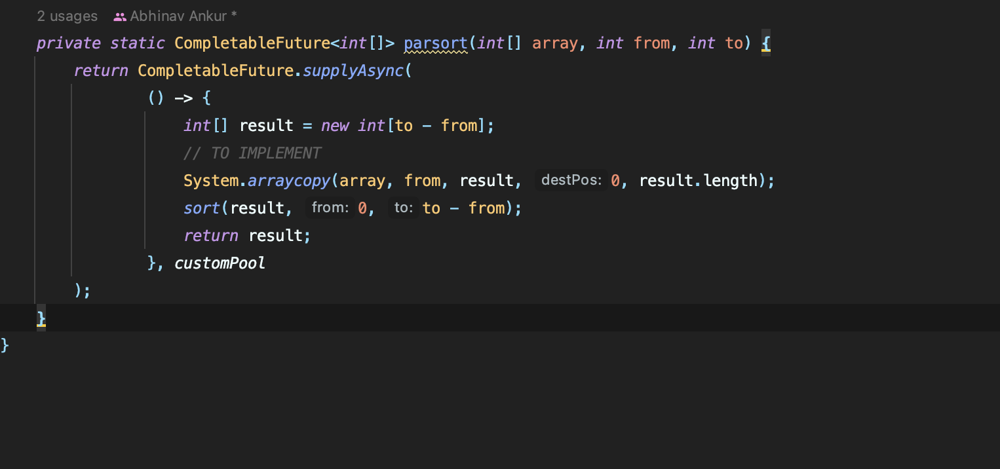 2 usages Abhinav Ankur *
private static CompletableFuture<int[]> parsort(int[] array, int from, int to) {
return CompletableFuture.supplyAsync(
() -> {
int[] result = new int[to - from];
// TO IMPLEMENT
System.arraycopy(array, from, result, destPos: 0, result.length);
sort(result, from: 0, to: to - from);
return result;
}, customPool
);
}
}